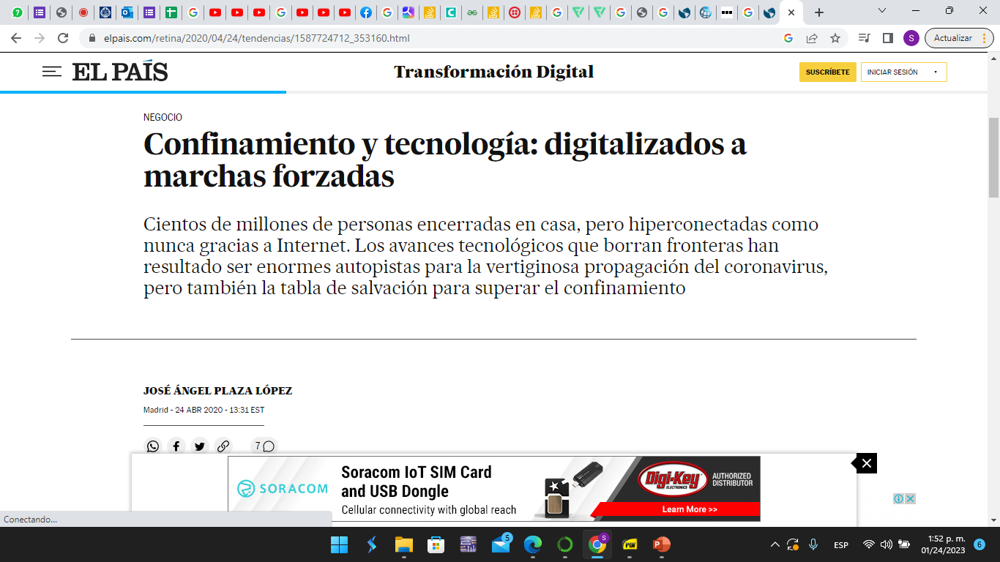 elpais.com/retina/2020/04/24/tendencias/1587724712_353160.html
S
Actualizar
EL PAÍS
Transformación Digital
SUSCRÍBETE
INICIAR SESIÓN
NEGOCIO
Confinamiento y tecnología: digitalizados a
marchas forzadas
Cientos de millones de personas encerradas en casa, pero hiperconectadas como
nunca gracias a Internet. Los avances tecnológicos que borran fronteras han
resultado ser enormes autopistas para la vertiginosa propagación del coronavirus,
pero también la tabla de salvación para superar el confinamiento
JOSÉ ÁNGEL PLAZA LÓPEZ
Madrid - 24 ABR 2020 - 13:31 EST
7
SORACOM
Soracom IoT SIM Card
and USB Dongle
Cellular connectivity with global reach
Digi-Key
ELECTRONICS
AUTHORIZED
DISTRIBUTOR
Learn More >>
Conectando...
5
S
PDF
P
ESP
1:52 p. m.
01/24/2023
6